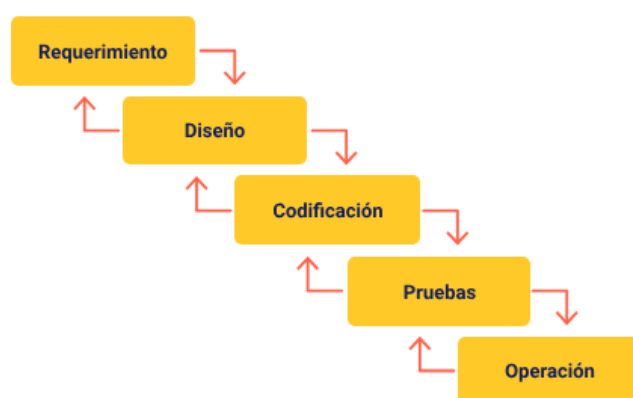 Requerimiento
Diseño
Codificación
Pruebas
Operación